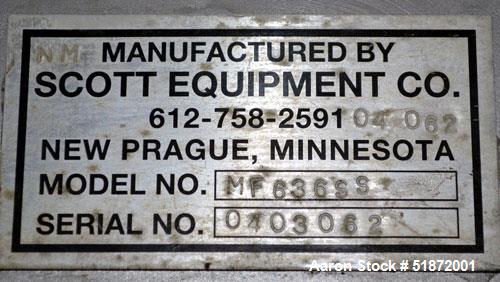 NM MANUFACTURED BY
SCOTT EQUIPMENT CO.
612-758-2591 04 062
NEW PRAGUE, MINNESOTA
MODEL NO. MF636SS
SERIAL NO. 0403062
Aaron Stock # 51872001